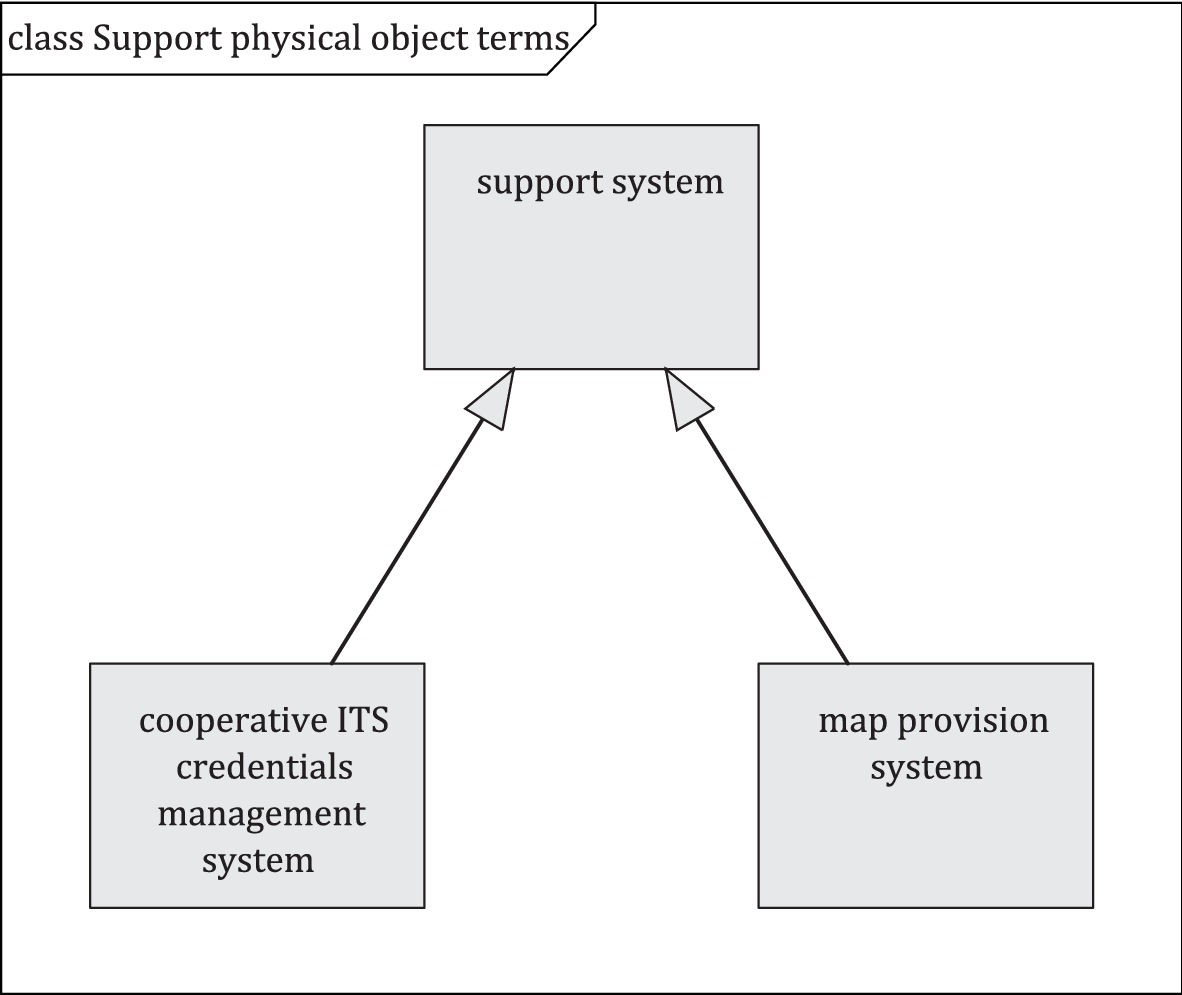 class Support physical object terms
support system
cooperative ITS
credentials
management
system
map provision
system